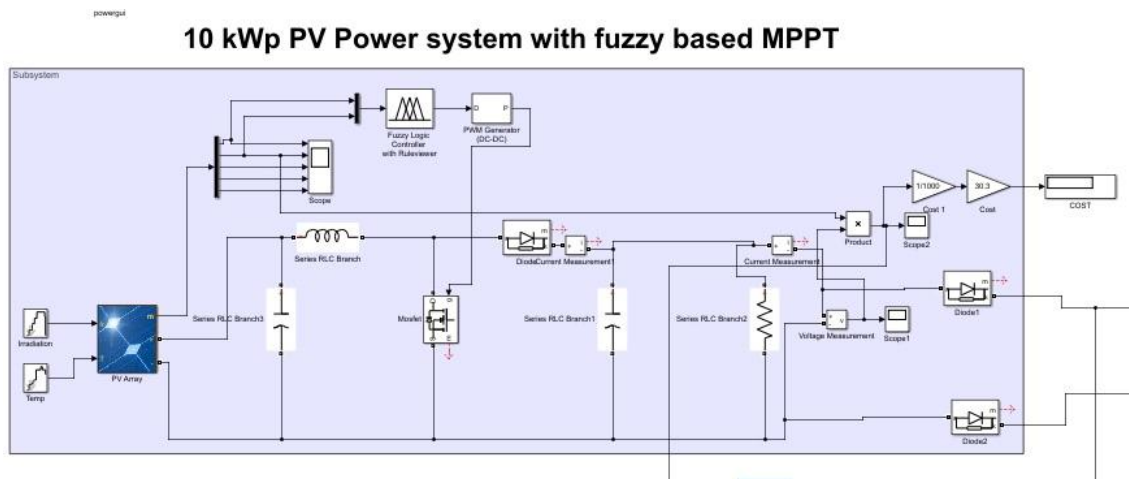 powergui
10 kWp PV Power system with fuzzy based MPPT
Subsystem
Fuzzy Logic
Controller
with Ruleviewer
D
P
PWM Generator
(DC-DC)
Scope
1/1000
Cost 1
30.3
Cost
COST
×
Product
Scope2
Series RLC Branch
m
Diode
Current Measurement1
Current Measurement
m
Diode1
Series RLC Branch3
Mosfet
Series RLC Branch1
Series RLC Branch2
Voltage Measurement
Scope1
Irradiation
m
PV Array
Temp
m
Diode2